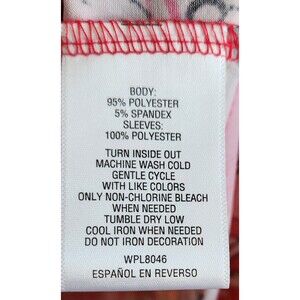 BODY:
95% POLYESTER
5% SPANDEX
SLEEVES:
100% POLYESTER
TURN INSIDE OUT
MACHINE WASH COLD
GENTLE CYCLE
WITH LIKE COLORS
ONLY NON-CHLORINE BLEACH
WHEN NEEDED
TUMBLE DRY LOW
COOL IRON WHEN NEEDED
DO NOT IRON DECORATION
WPL8046
ESPAÑOL EN REVERSO